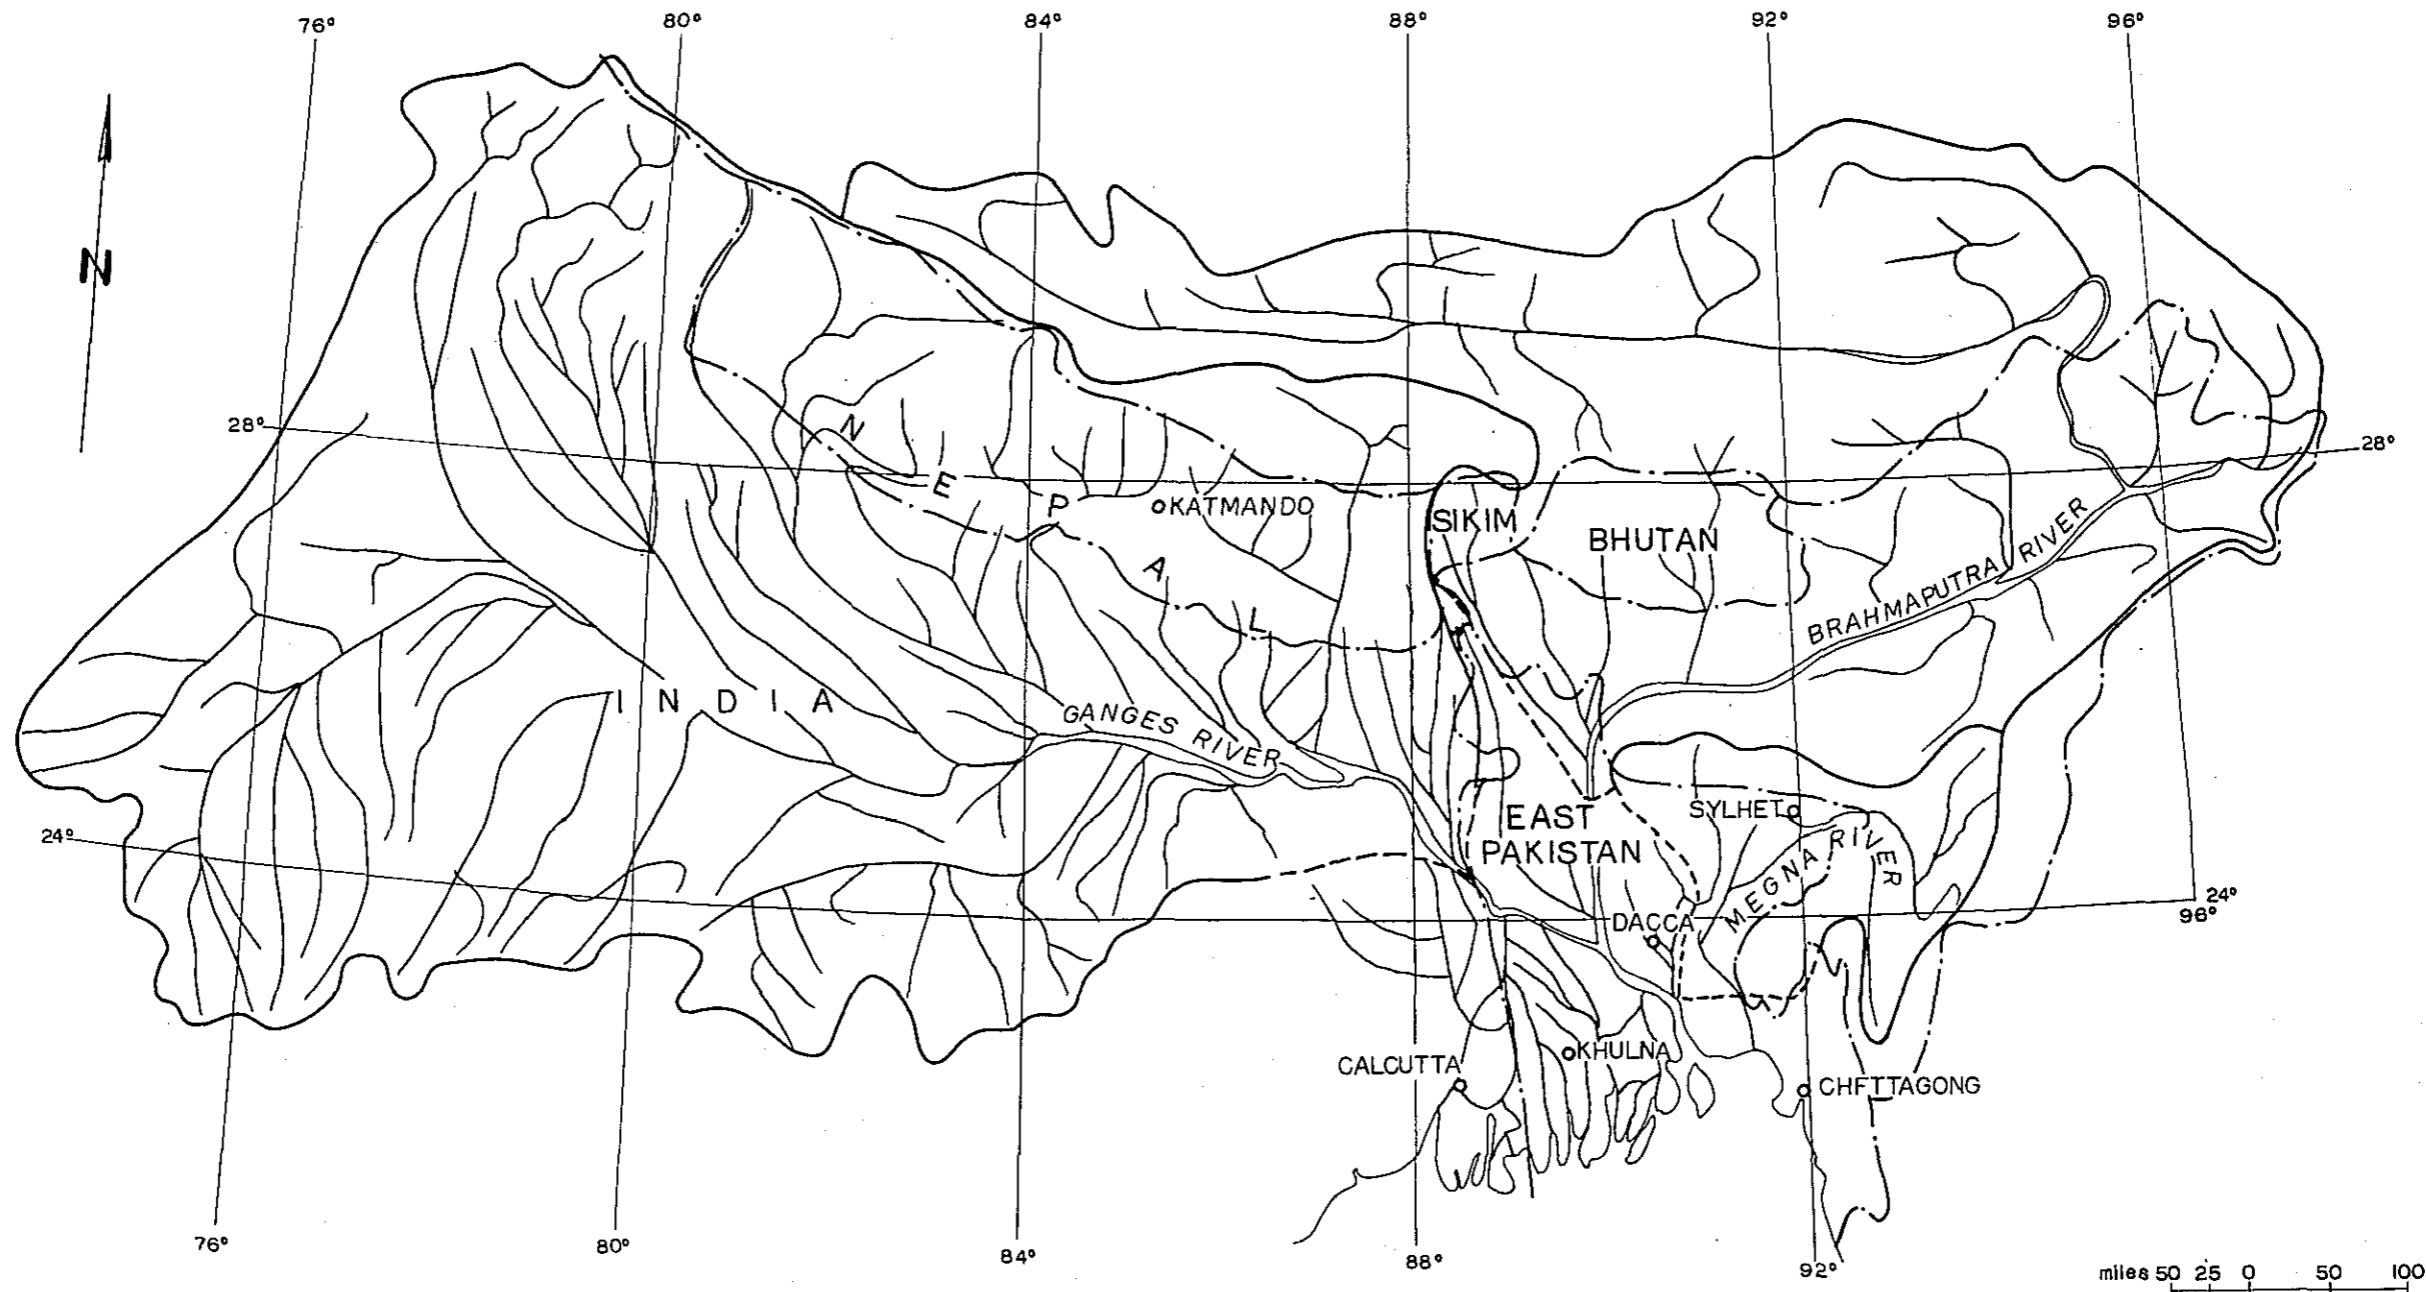 76° 80° 84° 88° 92° 96°
N
28°
28°
N E P A L
KATMANDO
SIKIM
BHUTAN
BRAHMAPUTRA RIVER
INDIA
GANGES RIVER
24°
EAST
PAKISTAN
SYLHET
MEGNA RIVER
24°
96°
DACCA
CALCUTTA
KHULNA
CHFTTAGONG
76° 80° 84° 88° 92°
miles 50 25 0 50 100